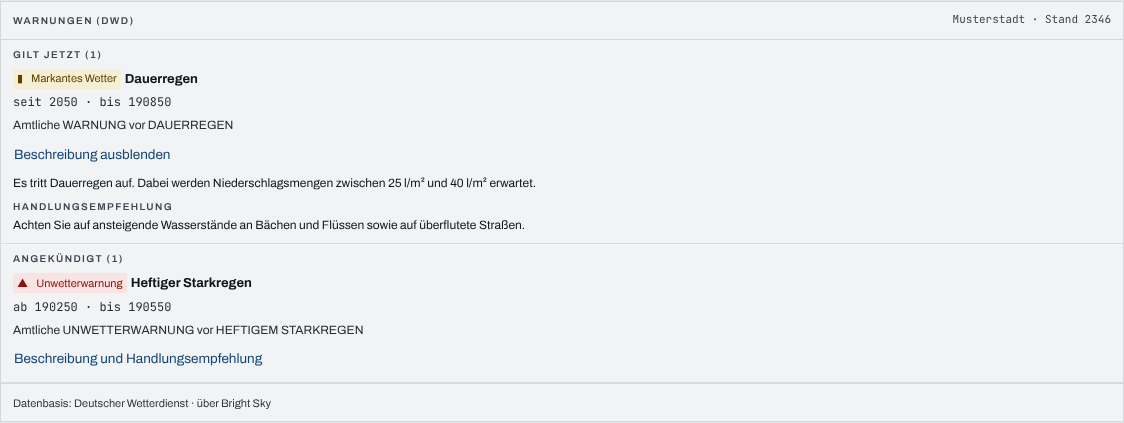 WARNUNGEN (DWD)
Musterstadt · Stand 2346
GILT JETZT (1)
Markantes Wetter Dauerregen
seit 2050 · bis 190850
Amtliche WARNUNG vor DAUERREGEN
Beschreibung ausblenden
Es tritt Dauerregen auf. Dabei werden Niederschlagsmengen zwischen 25 l/m² und 40 l/m² erwartet.
HANDLUNGSEMPFEHLUNG
Achten Sie auf ansteigende Wasserstände an Bächen und Flüssen sowie auf überflutete Straßen.
ANGEKÜNDIGT (1)
Unwetterwarnung Heftiger Starkregen
ab 190250 · bis 190550
Amtliche UNWETTERWARNUNG vor HEFTIGEM STARKREGEN
Beschreibung und Handlungsempfehlung
Datenbasis: Deutscher Wetterdienst · über Bright Sky